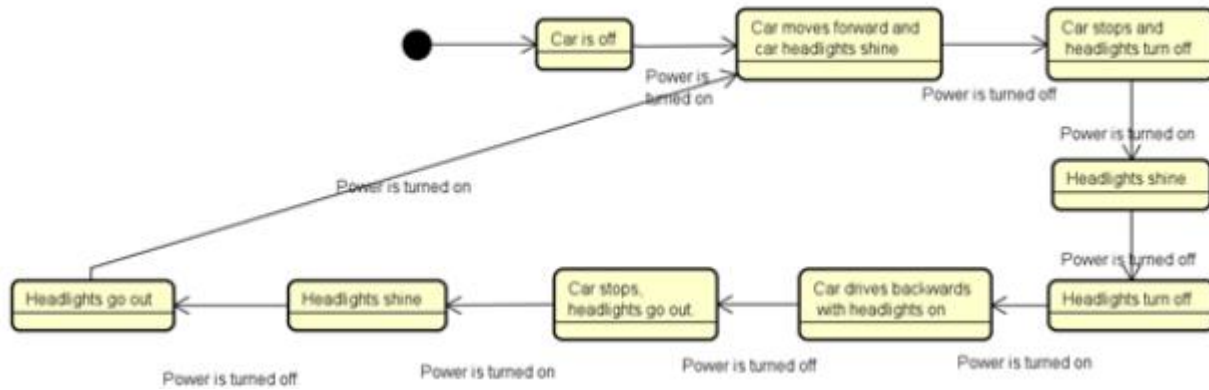 Car is off
Car moves forward and
car headlights shine
Car stops and
headlights turn off
Power is
turned on
Power is turned off
Power is turned on
Headlights shine
Power is turned on
Power is turned off
Headlights go out
Headlights shine
Car stops,
headlights go out.
Car drives backwards
with headlights on
Headlights turn off
Power is turned off
Power is turned on
Power is turned off
Power is turned on